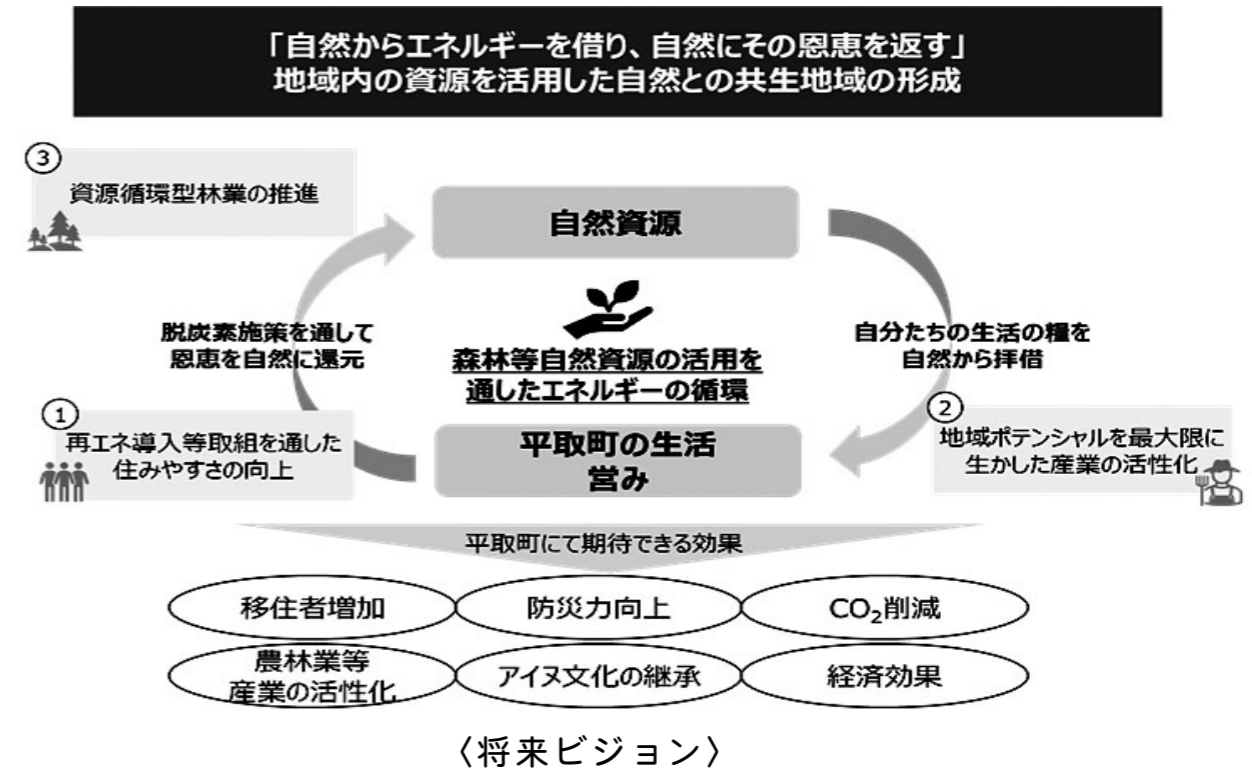 「自然からエネルギーを借り、自然にその恩恵を返す」
地域内の資源を活用した自然との共生地域の形成
③
資源循環型林業の推進
自然資源
脱炭素施策を通して
恩恵を自然に還元
森林等自然資源の活用を
通したエネルギーの循環
自分たちの生活の糧を
自然から拝借
①
再エネ導入等取組を通した
住みやすさの向上
平取町の生活
営み
②
地域ポテンシャルを最大限に
生かした産業の活性化
平取町にて期待できる効果
移住者増加
防災力向上
CO₂削減
農林業等
産業の活性化
アイヌ文化の継承
経済効果
〈将来ビジョン〉